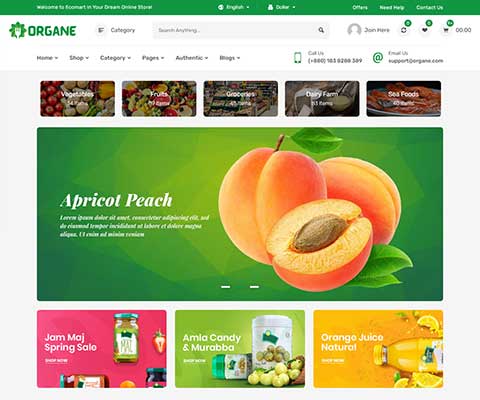 Welcome to Ecomart in Your Dream Online Store!
English
Doller
Offers
Need Help
Contact Us
ORGANE
Category
Search Anything...
Join Here
0
0
9+
00.00
Home
Shop
Category
Pages
Authentic
Blogs
Call Us
(+880) 183 8288 389
Email Us
support@organe.com
Vegetables
34 Items
Fruits
Items
Groceries
45 Items
Dairy Farm
Items
Sea Foods
40 Items
Apricot Peach
Lorem ipsum dolor sit amet, consectetur adipiscing elit, sed
do eiusmod tempor incididunt ut labore et dolore magna
aliqua. Ut enim ad minim veniam
Jam Maj
Spring Sale
SHOP NOW
Amla Candy
& Murabba
SHOP NOW
Orange Juice
Natural
SHOP NOW